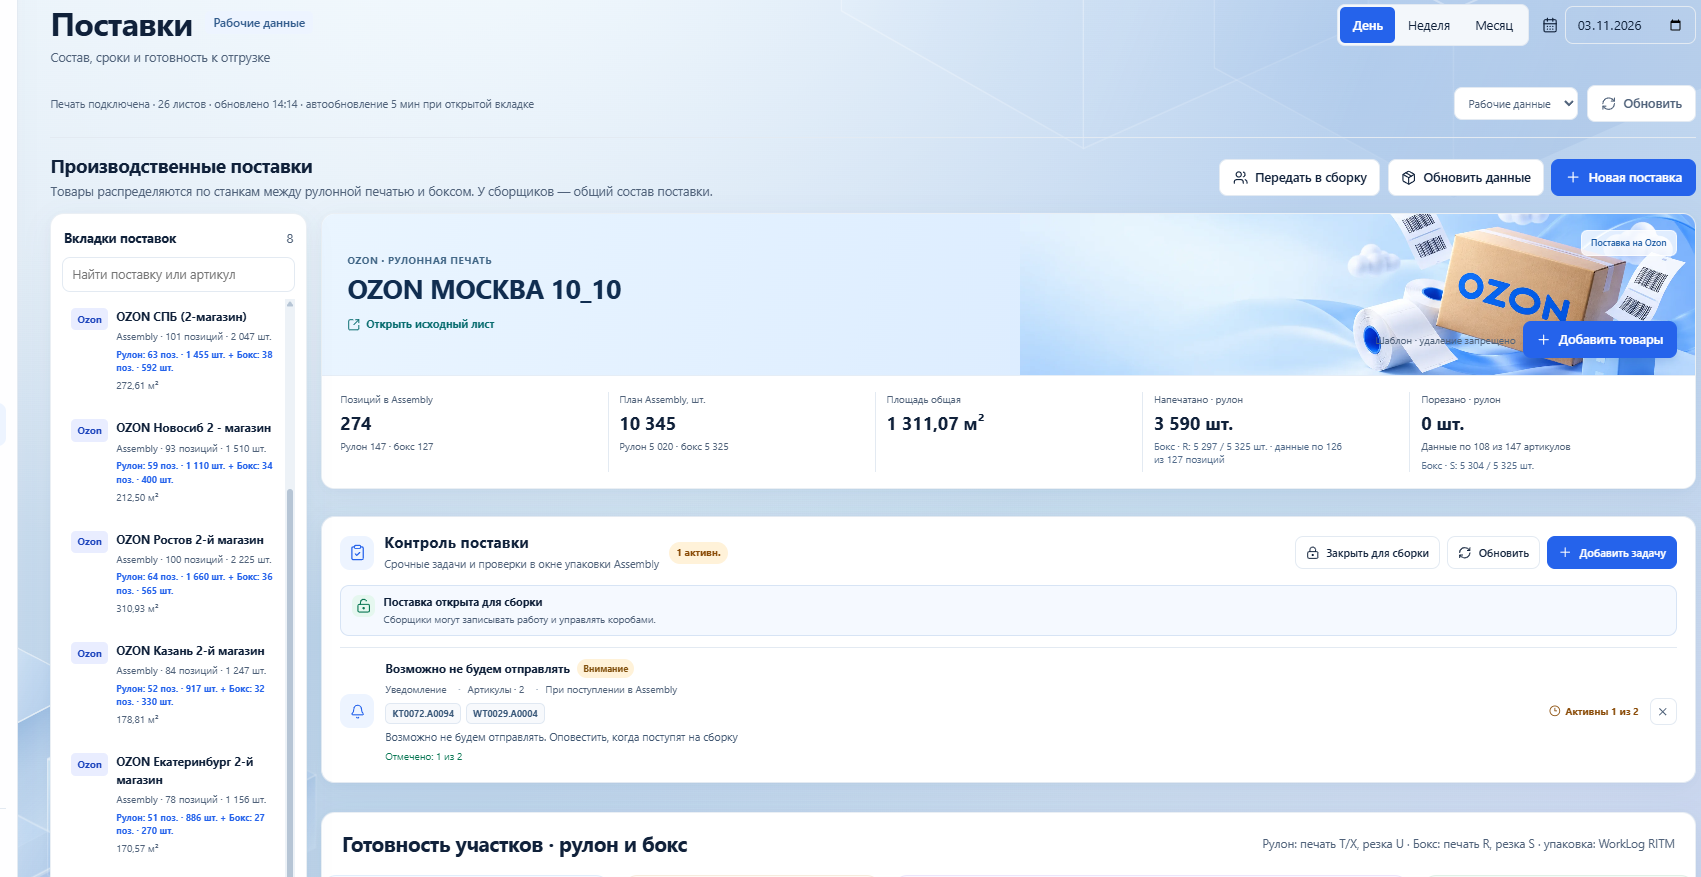 Поставки
Рабочие данные
День Неделя Месяц 03.11.2026
Состав, сроки и готовность к отгрузке
Печать подключена · 26 листов · обновлено 14:14 · автообновление 5 мин при открытой вкладке
Рабочие данные
Обновить
Производственные поставки
Товары распределяются по станкам между рулонной печатью и боксом. У сборщиков — общий состав поставки.
Передать в сборку
Обновить данные
+ Новая поставка
Вкладки поставок 8
Найти поставку или артикул
Ozon
OZON СПБ (2-магазин)
Assembly · 101 позиций · 2 047 шт.
Рулон: 63 поз. · 1 455 шт. + Бокс: 38
поз. · 592 шт.
272,61 м²
Ozon
OZON Новосиб 2 - магазин
Assembly · 93 позиций · 1 510 шт.
Рулон: 59 поз. · 1 110 шт. + Бокс: 34
поз. · 400 шт.
212,50 м²
Ozon
OZON Ростов 2-й магазин
Assembly · 100 позиций · 2 225 шт.
Рулон: 64 поз. · 1 660 шт. + Бокс: 36
поз. · 565 шт.
310,93 м²
Ozon
OZON Казань 2-й магазин
Assembly · 84 позиций · 1 247 шт.
Рулон: 52 поз. · 917 шт. + Бокс: 32
поз. · 330 шт.
178,81 м²
Ozon
OZON Екатеринбург 2-й
магазин
Assembly · 78 позиций · 1 156 шт.
Рулон: 51 поз. · 886 шт. + Бокс: 27
поз. · 270 шт.
170,57 м²
OZON · РУЛОННАЯ ПЕЧАТЬ
OZON МОСКВА 10_10
Открыть исходный лист
Поставка на Ozon
OZON
Шаблон · удаление запрещено
+ Добавить товары
Позиций в Assembly
274
Рулон 147 · бокс 127
План Assembly, шт.
10 345
Рулон 5 020 · бокс 5 325
Площадь общая
1 311,07 м²
Напечатано · рулон
3 590 шт.
Бокс · R: 5 297 / 5 325 шт. · данные по 126
из 127 позиций
Порезано · рулон
0 шт.
Данные по 108 из 147 артикулов
Бокс · S: 5 304 / 5 325 шт.
Контроль поставки
Срочные задачи и проверки в окне упаковки Assembly
1 активн.
Закрыть для сборки
Обновить
+ Добавить задачу
Поставка открыта для сборки
Сборщики могут записывать работу и управлять коробами.
Возможно не будем отправлять Внимание
Уведомление · Артикулы · 2 · При поступлении в Assembly
KT0072.A0094 WT0029.A0004
Возможно не будем отправлять. Оповестить, когда поступят на сборку
Отмечено: 1 из 2
Активны 1 из 2
Готовность участков · рулон и бокс
Рулон: печать T/X, резка U · Бокс: печать R, резка S · упаковка: WorkLog RITM